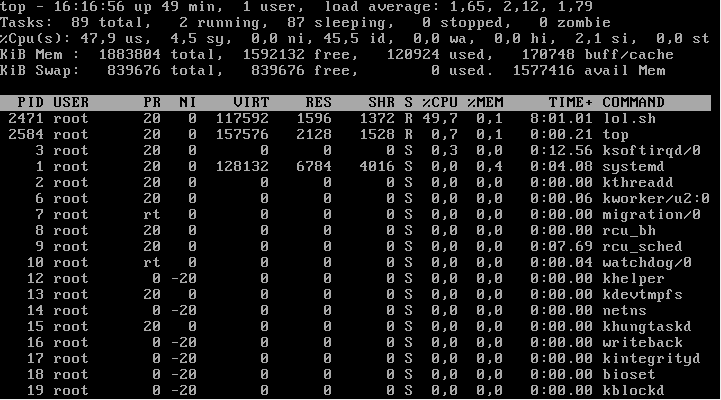 top - 16:16:56 up 49 min,  1 user,  load average: 1,65, 2,12, 1,79
Tasks:  89 total,   2 running,  87 sleeping,   0 stopped,   0 zombie
%Cpu(s): 47,9 us,  4,5 sy,  0,0 ni, 45,5 id,  0,0 wa,  0,0 hi,  2,1 si,  0,0 st
KiB Mem :  1883804 total,  1592132 free,   120924 used,   170748 buff/cache
KiB Swap:   839676 total,   839676 free,        0 used.  1577416 avail Mem
PID USER      PR  NI    VIRT    RES    SHR S %CPU %MEM     TIME+ COMMAND
2471 root      20   0  117592   1596   1372 R 49,7  0,1   8:01.01 lol.sh
2584 root      20   0  157576   2128   1528 R  0,7  0,1   0:00.21 top
3 root      20   0       0      0      0 S  0,3  0,0   0:12.56 ksoftirqd/0
1 root      20   0  128132   6784   4016 S  0,0  0,4   0:04.08 systemd
2 root      20   0       0      0      0 S  0,0  0,0   0:00.00 kthreadd
6 root      20   0       0      0      0 S  0,0  0,0   0:00.06 kworker/u2:0
7 root      rt   0       0      0      0 S  0,0  0,0   0:00.00 migration/0
8 root      20   0       0      0      0 S  0,0  0,0   0:00.00 rcu_bh
9 root      20   0       0      0      0 S  0,0  0,0   0:07.69 rcu_sched
10 root      rt   0       0      0      0 S  0,0  0,0   0:00.04 watchdog/0
12 root       0 -20       0      0      0 S  0,0  0,0   0:00.00 khelper
13 root      20   0       0      0      0 S  0,0  0,0   0:00.00 kdevtmpfs
14 root       0 -20       0      0      0 S  0,0  0,0   0:00.00 netns
15 root      20   0       0      0      0 S  0,0  0,0   0:00.00 khungtaskd
16 root       0 -20       0      0      0 S  0,0  0,0   0:00.00 writeback
17 root       0 -20       0      0      0 S  0,0  0,0   0:00.00 kintegrityd
18 root       0 -20       0      0      0 S  0,0  0,0   0:00.00 bioset
19 root       0 -20       0      0      0 S  0,0  0,0   0:00.00 kblockd